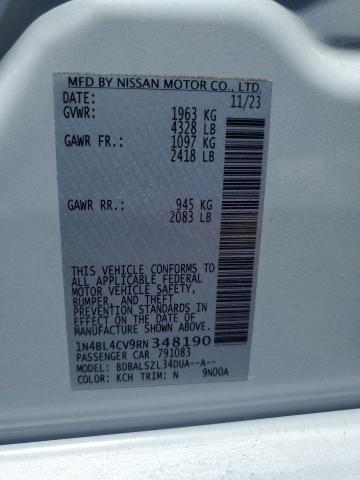 MFD BY NISSAN MOTOR CO., LTD.
DATE: 11/23
GVWR: 1963 KG
4328 LB
GAWR FR.: 1097 KG
2418 LB
GAWR RR.: 945 KG
2083 LB
THIS VEHICLE CONFORMS TO
ALL APPLICABLE FEDERAL
MOTOR VEHICLE SAFETY,
BUMPER, AND THEFT
PREVENTION STANDARDS IN
EFFECT ON THE DATE OF
MANUFACTURE SHOWN ABOVE.
1N4BL4CV9RN348190
PASSENGER CAR 791083
MODEL: BDBALSZL34DUA--A--
COLOR: KCH TRIM: N 9N00A